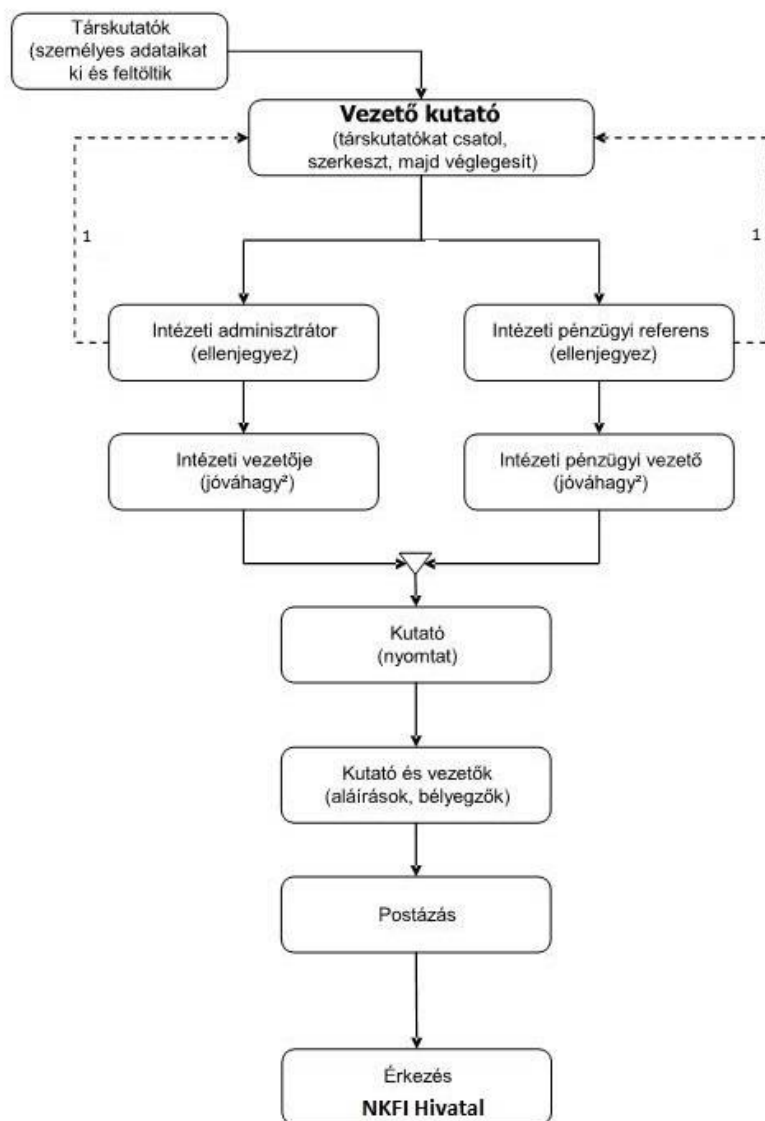 Társkutatók
(személyes adataikat
ki és feltöltik
Vezető kutató
(társkutatókat csatol,
szerkeszt, majd véglegesít)
1
1
Intézeti adminisztrátor
(ellenjegyez)
Intézeti pénzügyi referens
(ellenjegyez)
Intézeti vezetője
(jóváhagy²)
Intézeti pénzügyi vezető
(jóváhagy²)
Kutató
(nyomtat)
Kutató és vezetők
(aláírások, bélyegzők)
Postázás
Érkezés
NKFI Hivatal